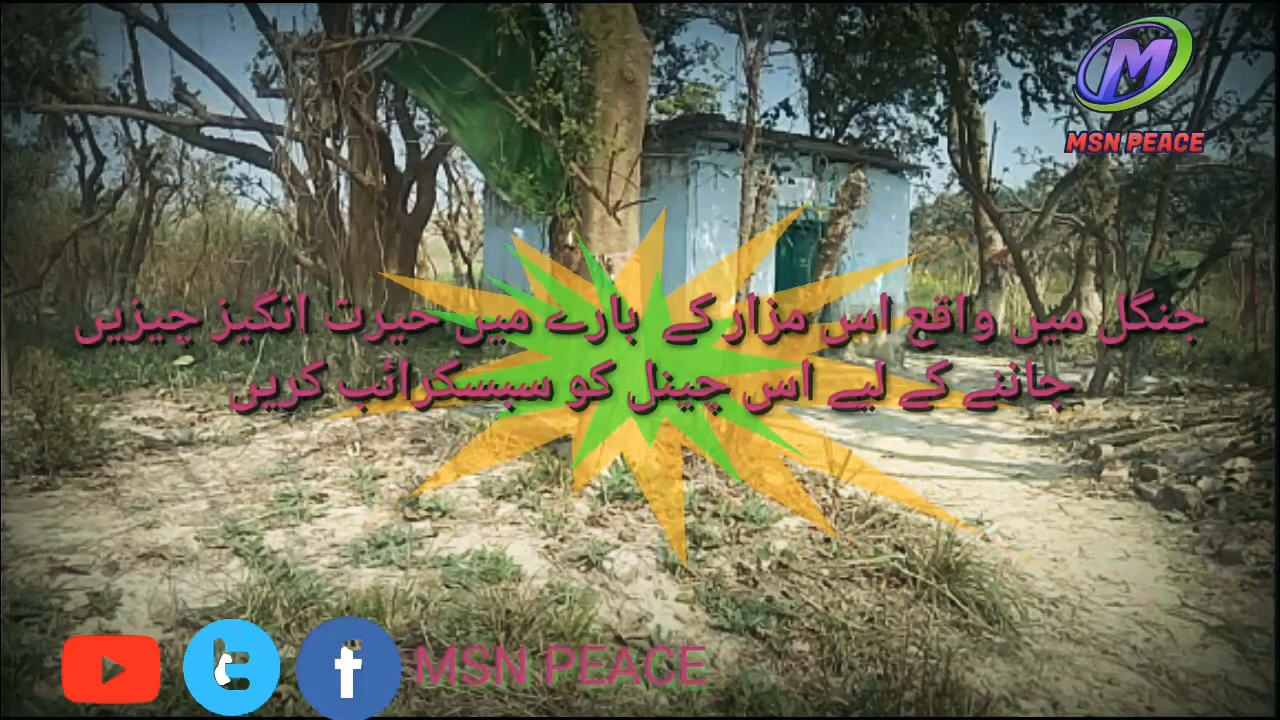 M
MSN PEACE
جنگل میں واقع اس مزار کے بارے میں حیرت انگیز چیزیں
جاننے کے لیے اس چینل کو سبسکرائب کریں
MSN PEACE